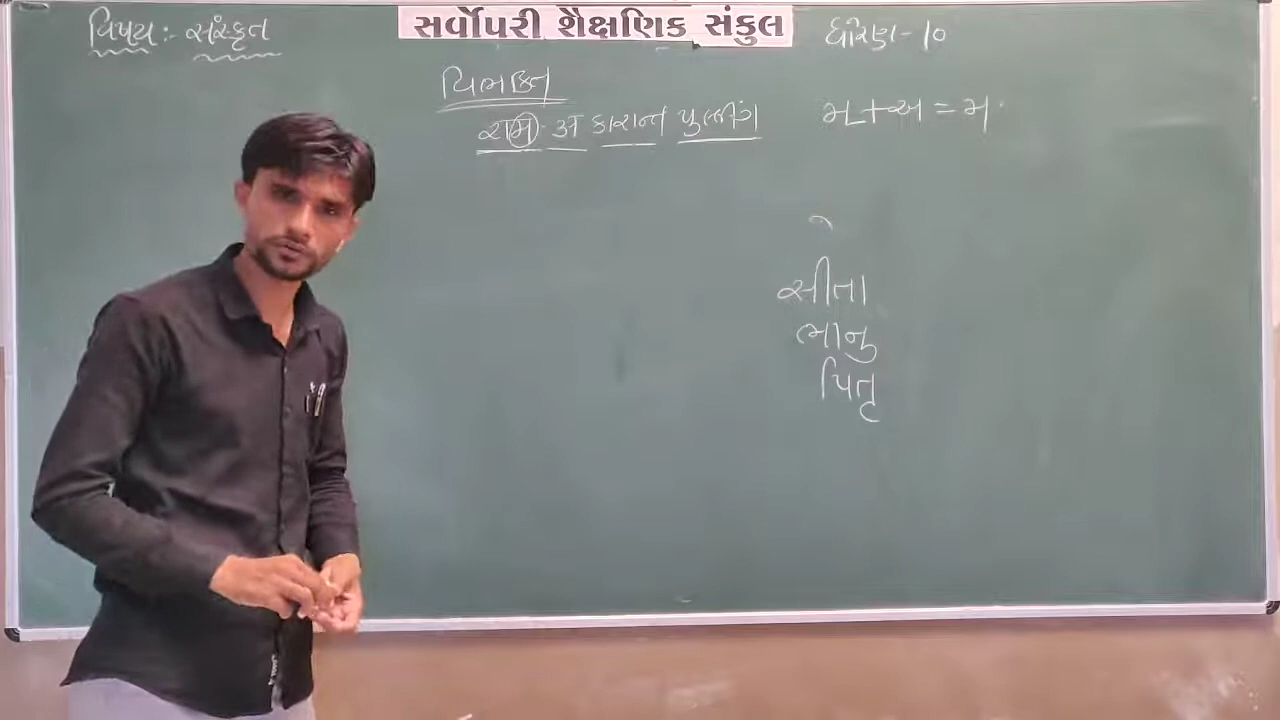 વિષય:- સંસ્કૃત
સર્વોપરી શૈક્ષણિક સંકુલ
ધોરણ-10
વિભક્તિ
રામ - અ કારાન્ત પુલ્લીંગ
મ્ + અ = મ
સીતા
ભાનુ
પિતૃ